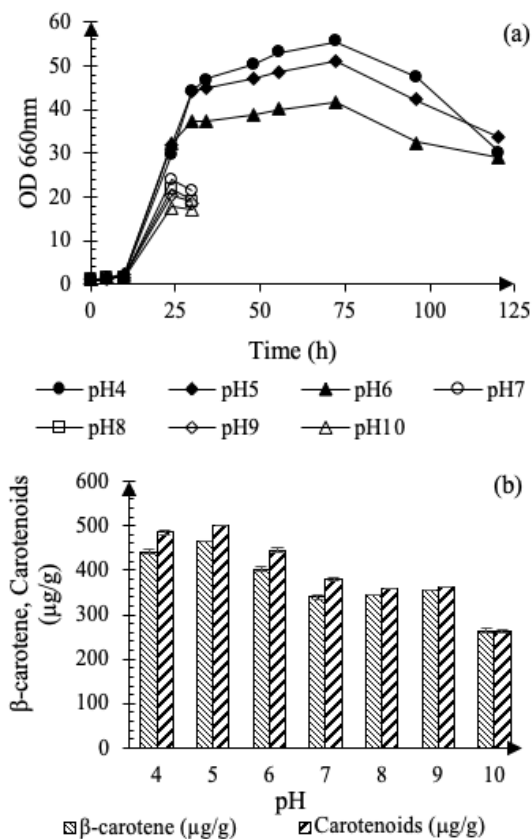 60
(a)
50
40
30
20
10
0
OD 660nm
0 25 50 75 100 125
Time (h)
pH4 pH5 pH6 pH7
pH8 pH9 pH10
600
(b)
500
400
300
200
100
0
β-carotene, Carotenoids
(µg/g)
4 5 6 7 8 9 10
pH
β-carotene (µg/g) Carotenoids (µg/g)